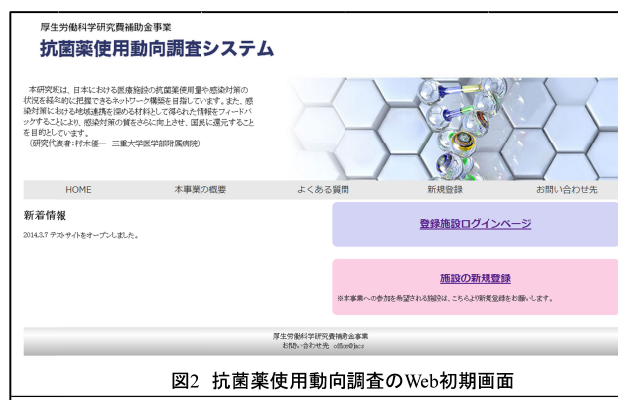 厚生労働科学研究費補助金事業
抗菌薬使用動向調査システム
本研究班は、日本における医療施設の抗菌薬使用量や感染対策の
状況を経年的に把握できるネットワーク構築を目指しています。また、感
染対策における地域連携を深める材料として得られた情報をフィードバ
ックすることにより、感染対策の質をさらに向上させ、国民に還元すること
を目的としています。
(研究代表者:村木優一 三重大学医学部附属病院)
HOME 本事業の概要 よくある質問 新規登録 お問い合わせ先
新着情報
2014.3.7 テストサイトをオープンしました。
登録施設ログインページ
施設の新規登録
※本事業への参加を希望される施設は、こちらより新規登録をお願いします。
厚生労働科学研究費補助金事業
お問い合わせ先
図2 抗菌薬使用動向調査のWeb初期画面